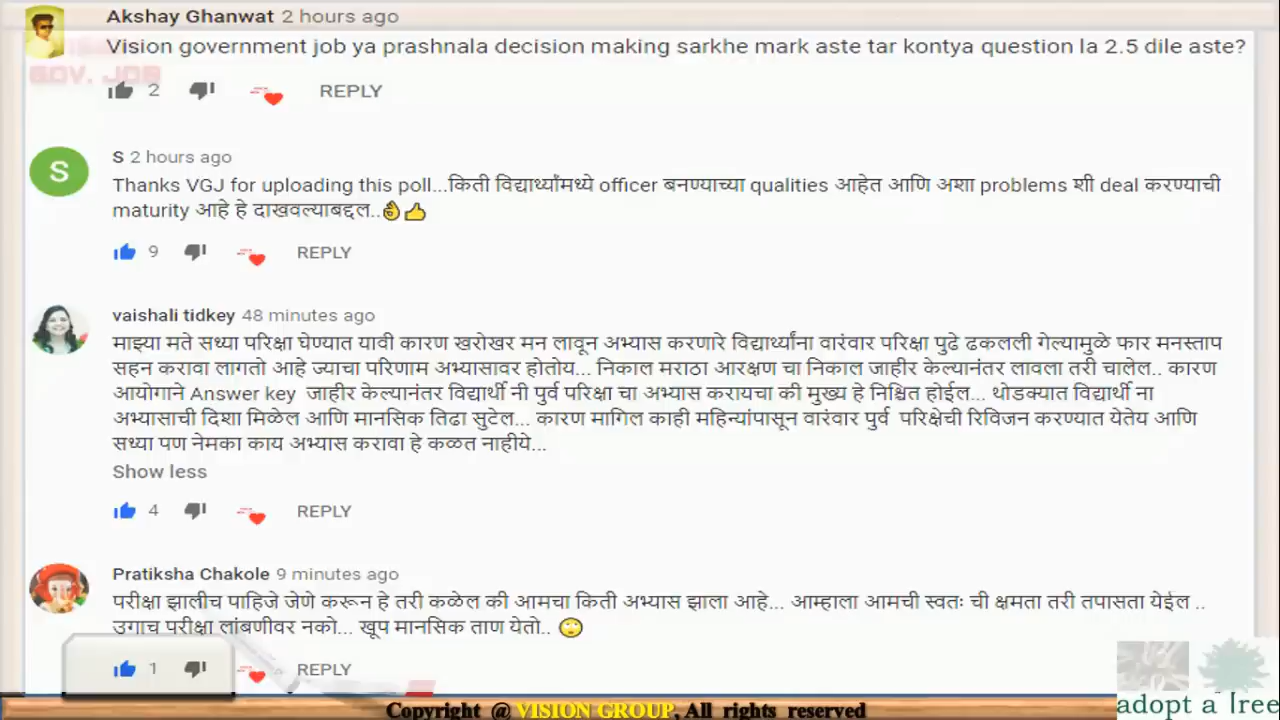 Akshay Ghanwat 2 hours ago
Vision government job ya prashnala decision making sarkhe mark aste tar kontya question la 2.5 dile aste?
GOV. JOB
2 REPLY
S
S 2 hours ago
Thanks VGJ for uploading this poll...किती विद्यार्थ्यांमध्ये officer बनण्याच्या qualities आहेत आणि अशा problems शी deal करण्याची
maturity आहे हे दाखवल्याबद्दल..👌👍
9 REPLY
vaishali tidkey 48 minutes ago
माझ्या मते सध्या परिक्षा घेण्यात यावी कारण खरोखर मन लावून अभ्यास करणारे विद्यार्थ्यांना वारंवार परिक्षा पुढे ढकलली गेल्यामुळे फार मनस्ताप
सहन करावा लागतो आहे ज्याचा परिणाम अभ्यासावर होतोय... निकाल मराठा आरक्षण चा निकाल जाहीर केल्यानंतर लावला तरी चालेल.. कारण
आयोगाने Answer key जाहीर केल्यानंतर विद्यार्थी नी पुर्व परिक्षा चा अभ्यास करायचा की मुख्य हे निश्चित होईल... थोडक्यात विद्यार्थी ना
अभ्यासाची दिशा मिळेल आणि मानसिक तिढा सुटेल... कारण मागिल काही महिन्यांपासून वारंवार पुर्व परिक्षेची रिविजन करण्यात येतेय आणि
सध्या पण नेमका काय अभ्यास करावा हे कळत नाहीये...
Show less
4 REPLY
Pratiksha Chakole 9 minutes ago
परीक्षा झालीच पाहिजे जेणे करून हे तरी कळेल की आमचा किती अभ्यास झाला आहे... आम्हाला आमची स्वतः ची क्षमता तरी तपासता येईल ..
उगाच परीक्षा लांबणीवर नको... खूप मानसिक ताण येतो.. 🙄
1 REPLY
adopt a Tree
Copyright @ VISION GROUP, All rights reserved